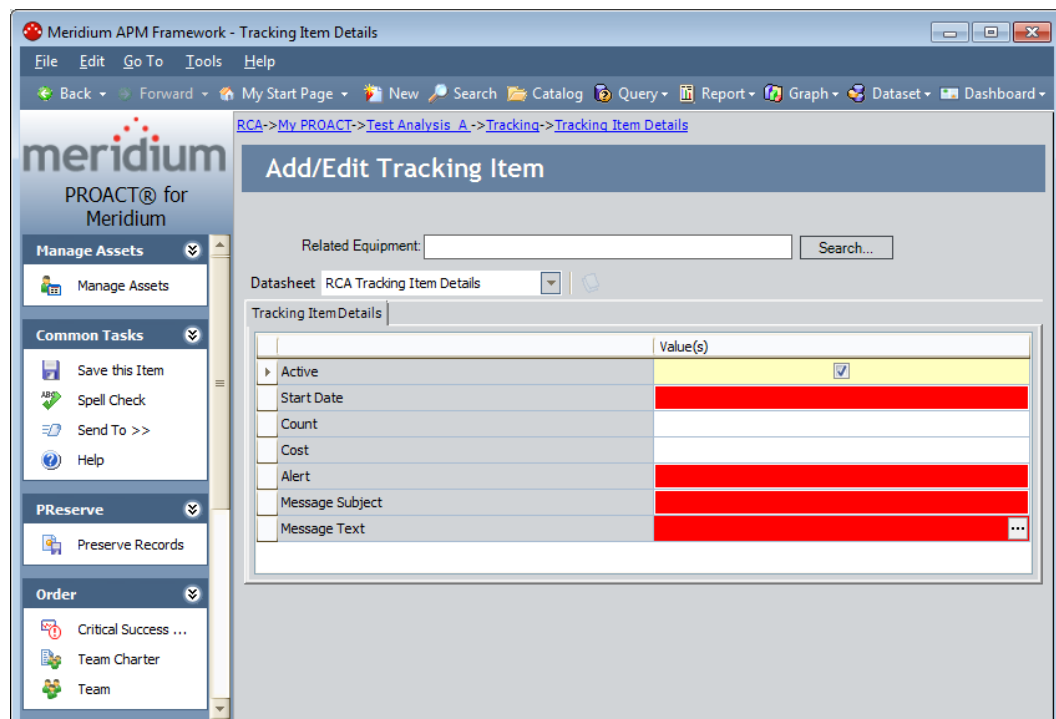 Meridium APM Framework - Tracking Item Details
File Edit Go To Tools Help
Back Forward My Start Page New Search Catalog Query Report Graph Dataset Dashboard
RCA->My PROACT->Test Analysis A ->Tracking->Tracking Item Details
meridium
PROACT® for
Meridium
Add/Edit Tracking Item
Manage Assets
Manage Assets
Common Tasks
Save this Item
ABC
Spell Check
Send To >>
Help
PReserve
Preserve Records
Order
Critical Success ...
Team Charter
Team
Related Equipment: Search...
Datasheet RCA Tracking Item Details
Tracking Item Details
Value(s)
Active
Start Date
Count
Cost
Alert
Message Subject
Message Text ...